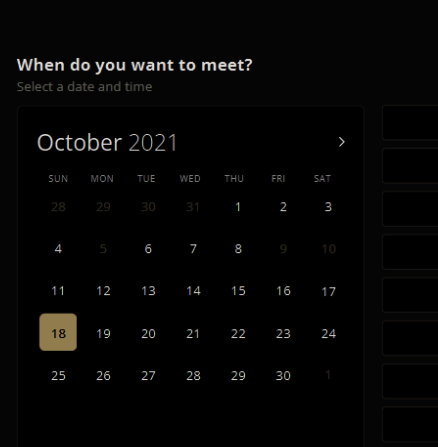 When do you want to meet?
Select a date and time
October 2021 >
SUN MON TUE WED THU FRI SAT
28 29 30 31 1 2 3
4 5 6 7 8 9 10
11 12 13 14 15 16 17
18 19 20 21 22 23 24
25 26 27 28 29 30 1